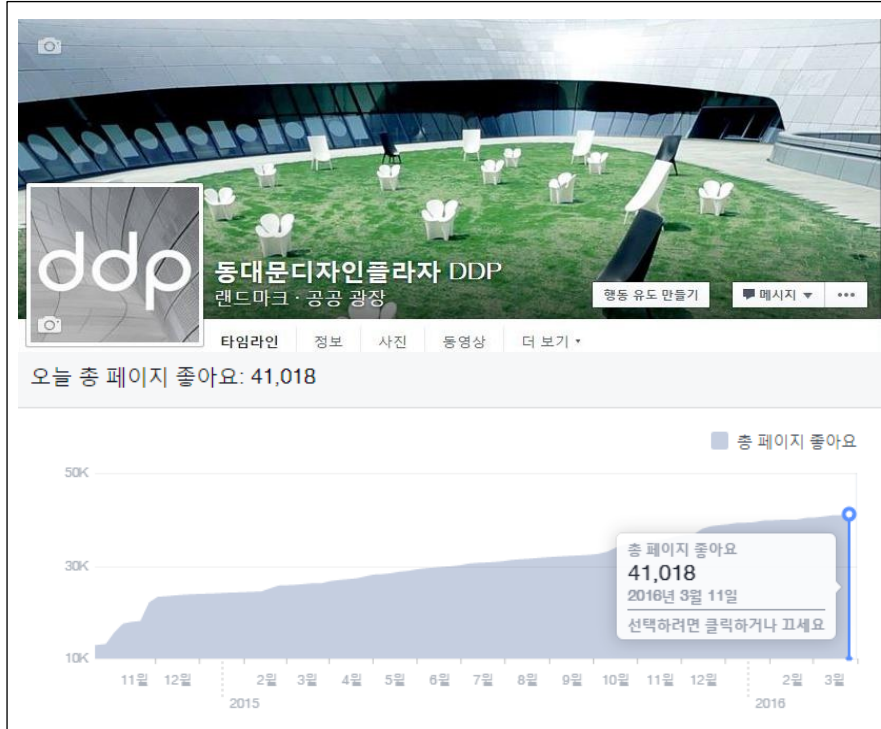 ddp
동대문디자인플라자 DDP
랜드마크 · 공공 광장
행동 유도 만들기
메시지
타임라인 정보 사진 동영상 더 보기
오늘 총 페이지 좋아요: 41,018
총 페이지 좋아요
50K
30K
10K
총 페이지 좋아요
41,018
2016년 3월 11일
선택하려면 클릭하거나 끄세요
11월 12월 2월 3월 4월 5월 6월 7월 8월 9월 10월 11월 12월 2월 3월
2015 2016